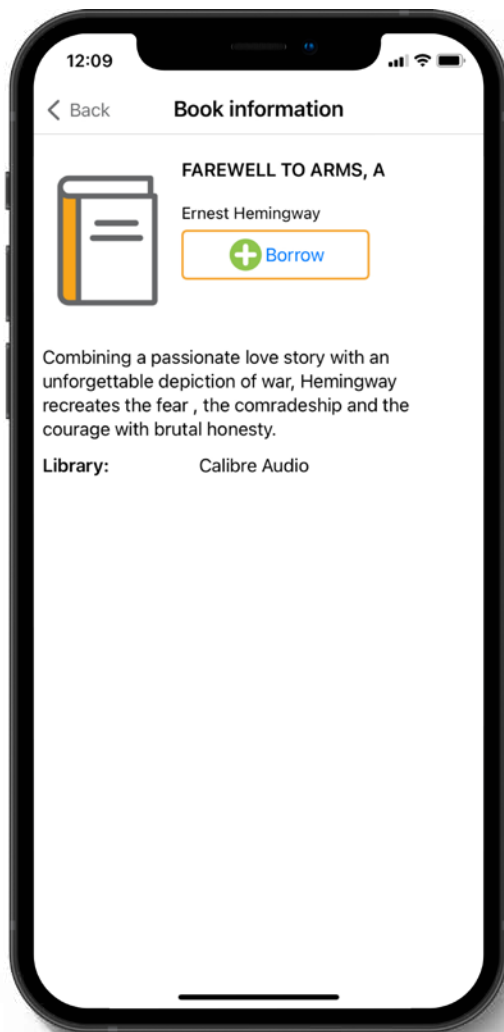 12:09
Back
Book information
FAREWELL TO ARMS, A
Ernest Hemingway
Borrow
Combining a passionate love story with an
unforgettable depiction of war, Hemingway
recreates the fear , the comradeship and the
courage with brutal honesty.
Library: Calibre Audio